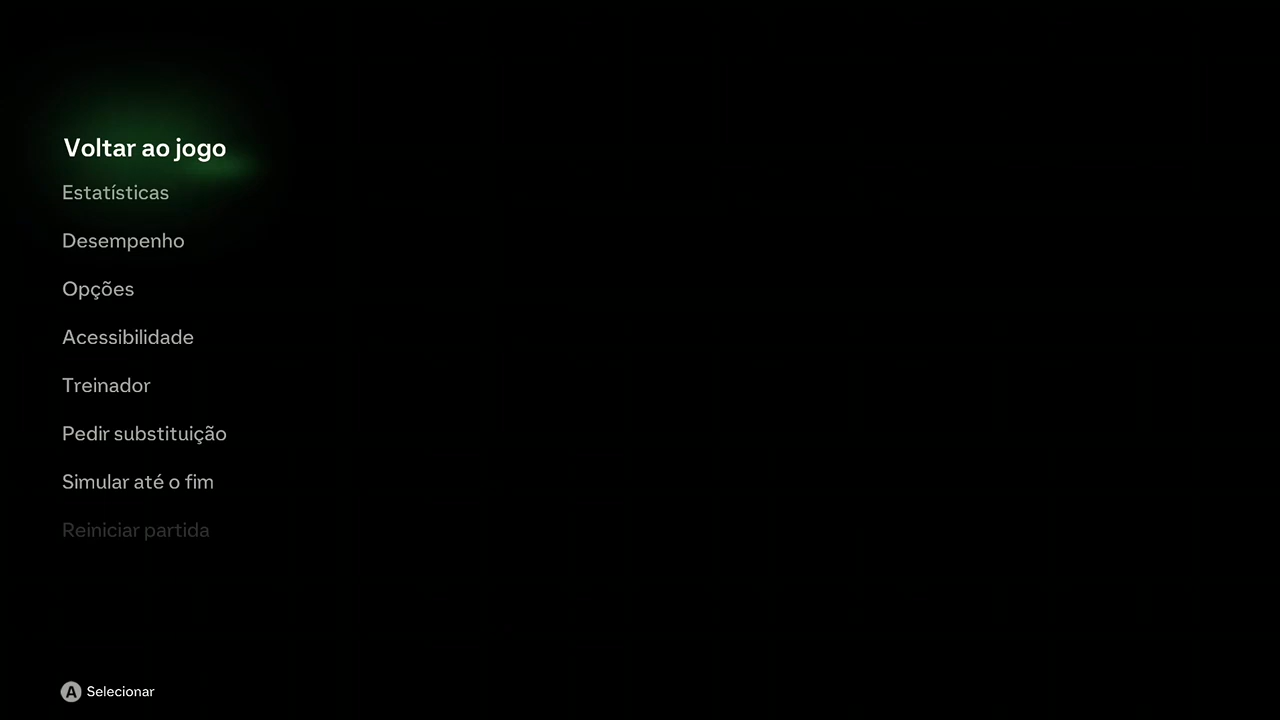 Voltar ao jogo
Estatísticas
Desempenho
Opções
Acessibilidade
Treinador
Pedir substituição
Simular até o fim
Reiniciar partida
A Selecionar